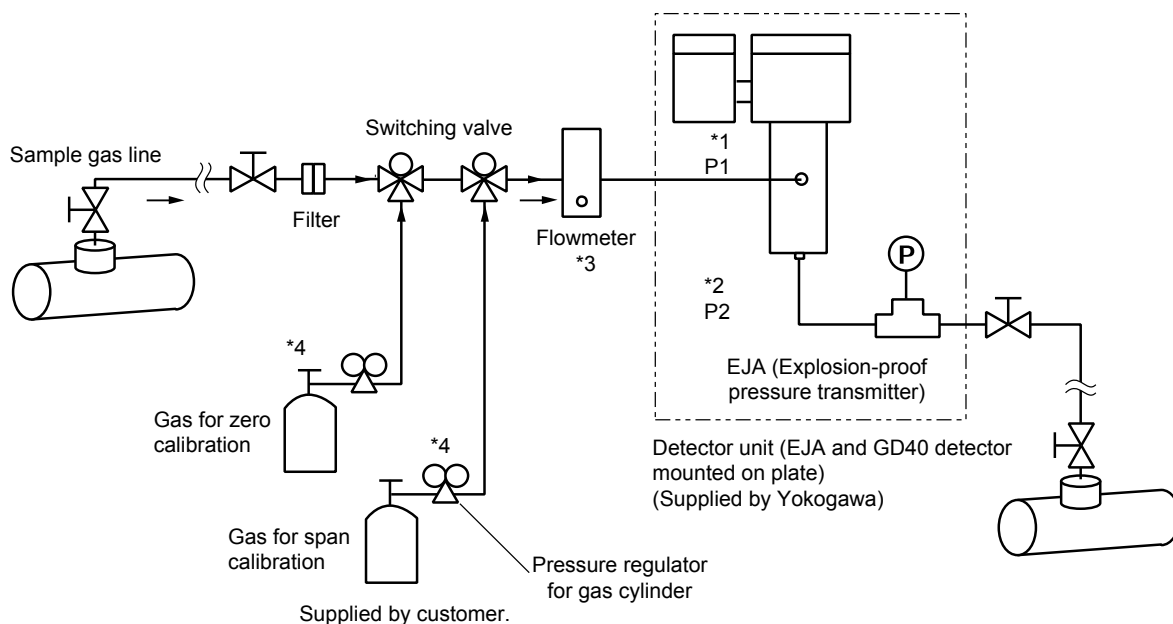 Sample gas line
Switching valve
Filter
Flowmeter
*3
*1
P1
*2
P2
P
EJA (Explosion-proof
pressure transmitter)
*4
Gas for zero
calibration
*4
Gas for span
calibration
Pressure regulator
for gas cylinder
Supplied by customer.
Detector unit (EJA and GD40 detector
mounted on plate)
(Supplied by Yokogawa)